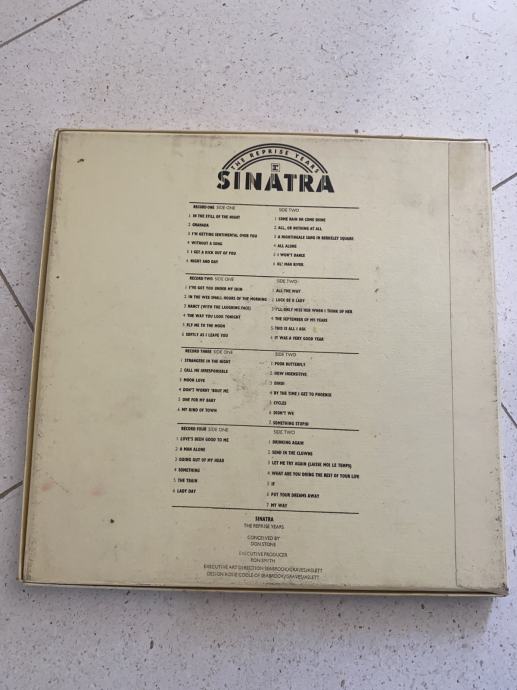 THE REPRISE YEARS
SINATRA
RECORD ONE SIDE ONE
1 IN THE STILL OF THE NIGHT
2 GRANADA
3 I'M GETTING SENTIMENTAL OVER YOU
4 WITHOUT A SONG
5 I GET A KICK OUT OF YOU
6 NIGHT AND DAY
SIDE TWO
1 COME RAIN OR COME SHINE
2 ALL, OR NOTHING AT ALL
3 A NIGHTINGALE SANG IN BERKELEY SQUARE
4 ALL ALONE
5 I WON'T DANCE
6 OL' MAN RIVER
RECORD TWO SIDE ONE
1 I'VE GOT YOU UNDER MY SKIN
2 IN THE WEE SMALL HOURS OF THE MORNING
3 NANCY (WITH THE LAUGHING FACE)
4 THE WAY YOU LOOK TONIGHT
5 FLY ME TO THE MOON
6 SOFTLY AS I LEAVE YOU
SIDE TWO
1 ALL THE WAY
2 LUCK BE A LADY
3 I'LL ONLY MISS HER WHEN I THINK OF HER
4 THE SEPTEMBER OF MY YEARS
5 THIS IS ALL I ASK
6 IT WAS A VERY GOOD YEAR
RECORD THREE SIDE ONE
1 STRANGERS IN THE NIGHT
2 CALL ME IRRESPONSIBLE
3 MOON LOVE
4 DON'T WORRY 'BOUT ME
5 ONE FOR MY BABY
6 MY KIND OF TOWN
SIDE TWO
1 POOR BUTTERFLY
2 HOW INSENSITIVE
3 DINDI
4 BY THE TIME I GET TO PHOENIX
5 CYCLES
6 DIDN'T WE
7 SOMETHING STUPID
RECORD FOUR SIDE ONE
1 LOVE'S BEEN GOOD TO ME
2 A MAN ALONE
3 GOING OUT OF MY HEAD
4 SOMETHING
5 THE TRAIN
6 LADY DAY
SIDE TWO
1 DRINKING AGAIN
2 SEND IN THE CLOWNS
3 LET ME TRY AGAIN (LAISSE MOI LE TEMPS)
4 WHAT ARE YOU DOING THE REST OF YOUR LIFE
5 IF
6 PUT YOUR DREAMS AWAY
7 MY WAY
SINATRA
THE REPRISE YEARS
CONCEIVED BY
DON STONE
EXECUTIVE PRODUCER
RON SMITH
EXECUTIVE ART DIRECTION SEABROOK/GRAVES/ASLETT
DESIGN ROSIE COOLE OF SEABROOK/GRAVES/ASLETT